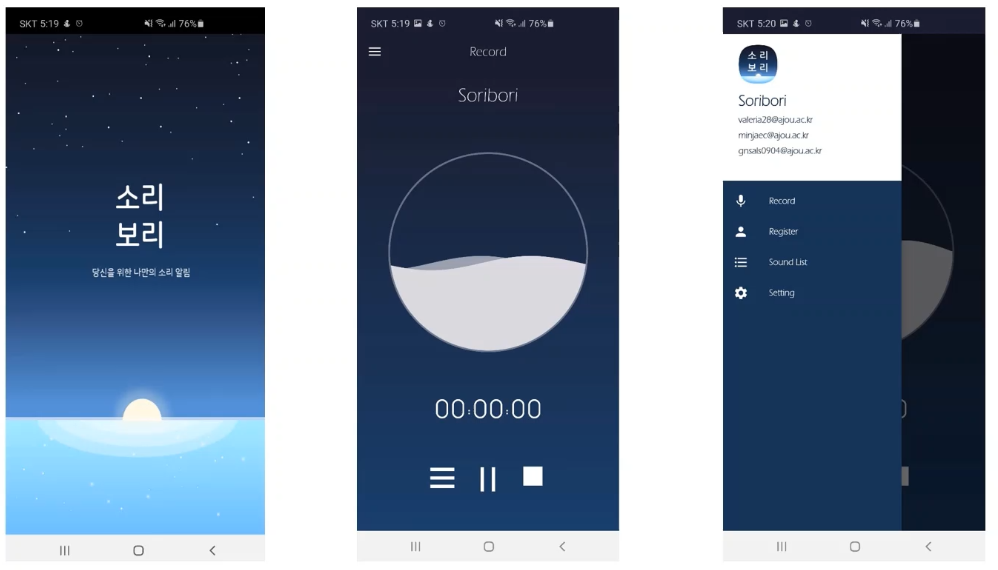 SKT 5:19
76%
소리
보리
당신을 위한 나만의 소리 알림
SKT 5:19
76%
Record
Soribori
00:00:00
SKT 5:20
76%
소리
보리
Soribori
valeria28@ajou.ac.kr
minjaec@ajou.ac.kr
gnsals0904@ajou.ac.kr
Record
Register
Sound List
Setting